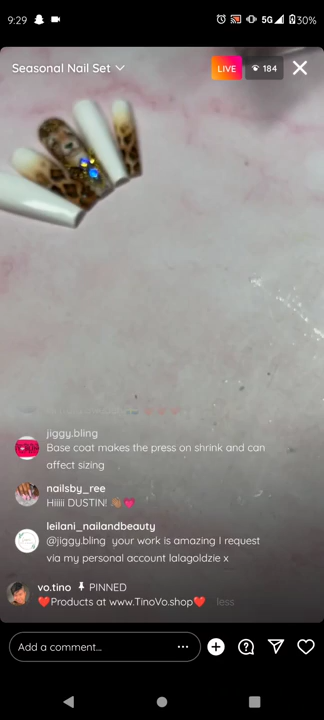 9:29
5G 30%
Seasonal Nail Set
LIVE
184
jiggy.bling
Base coat makes the press on shrink and can
affect sizing
nailsby_ree
Hiiiii DUSTIN! 👋🏽💗
leilani_nailandbeauty
@jiggy.bling your work is amazing I request
via my personal account lalagoldzie x
vo.tino PINNED
❤️Products at www.TinoVo.shop❤️ less
Add a comment...